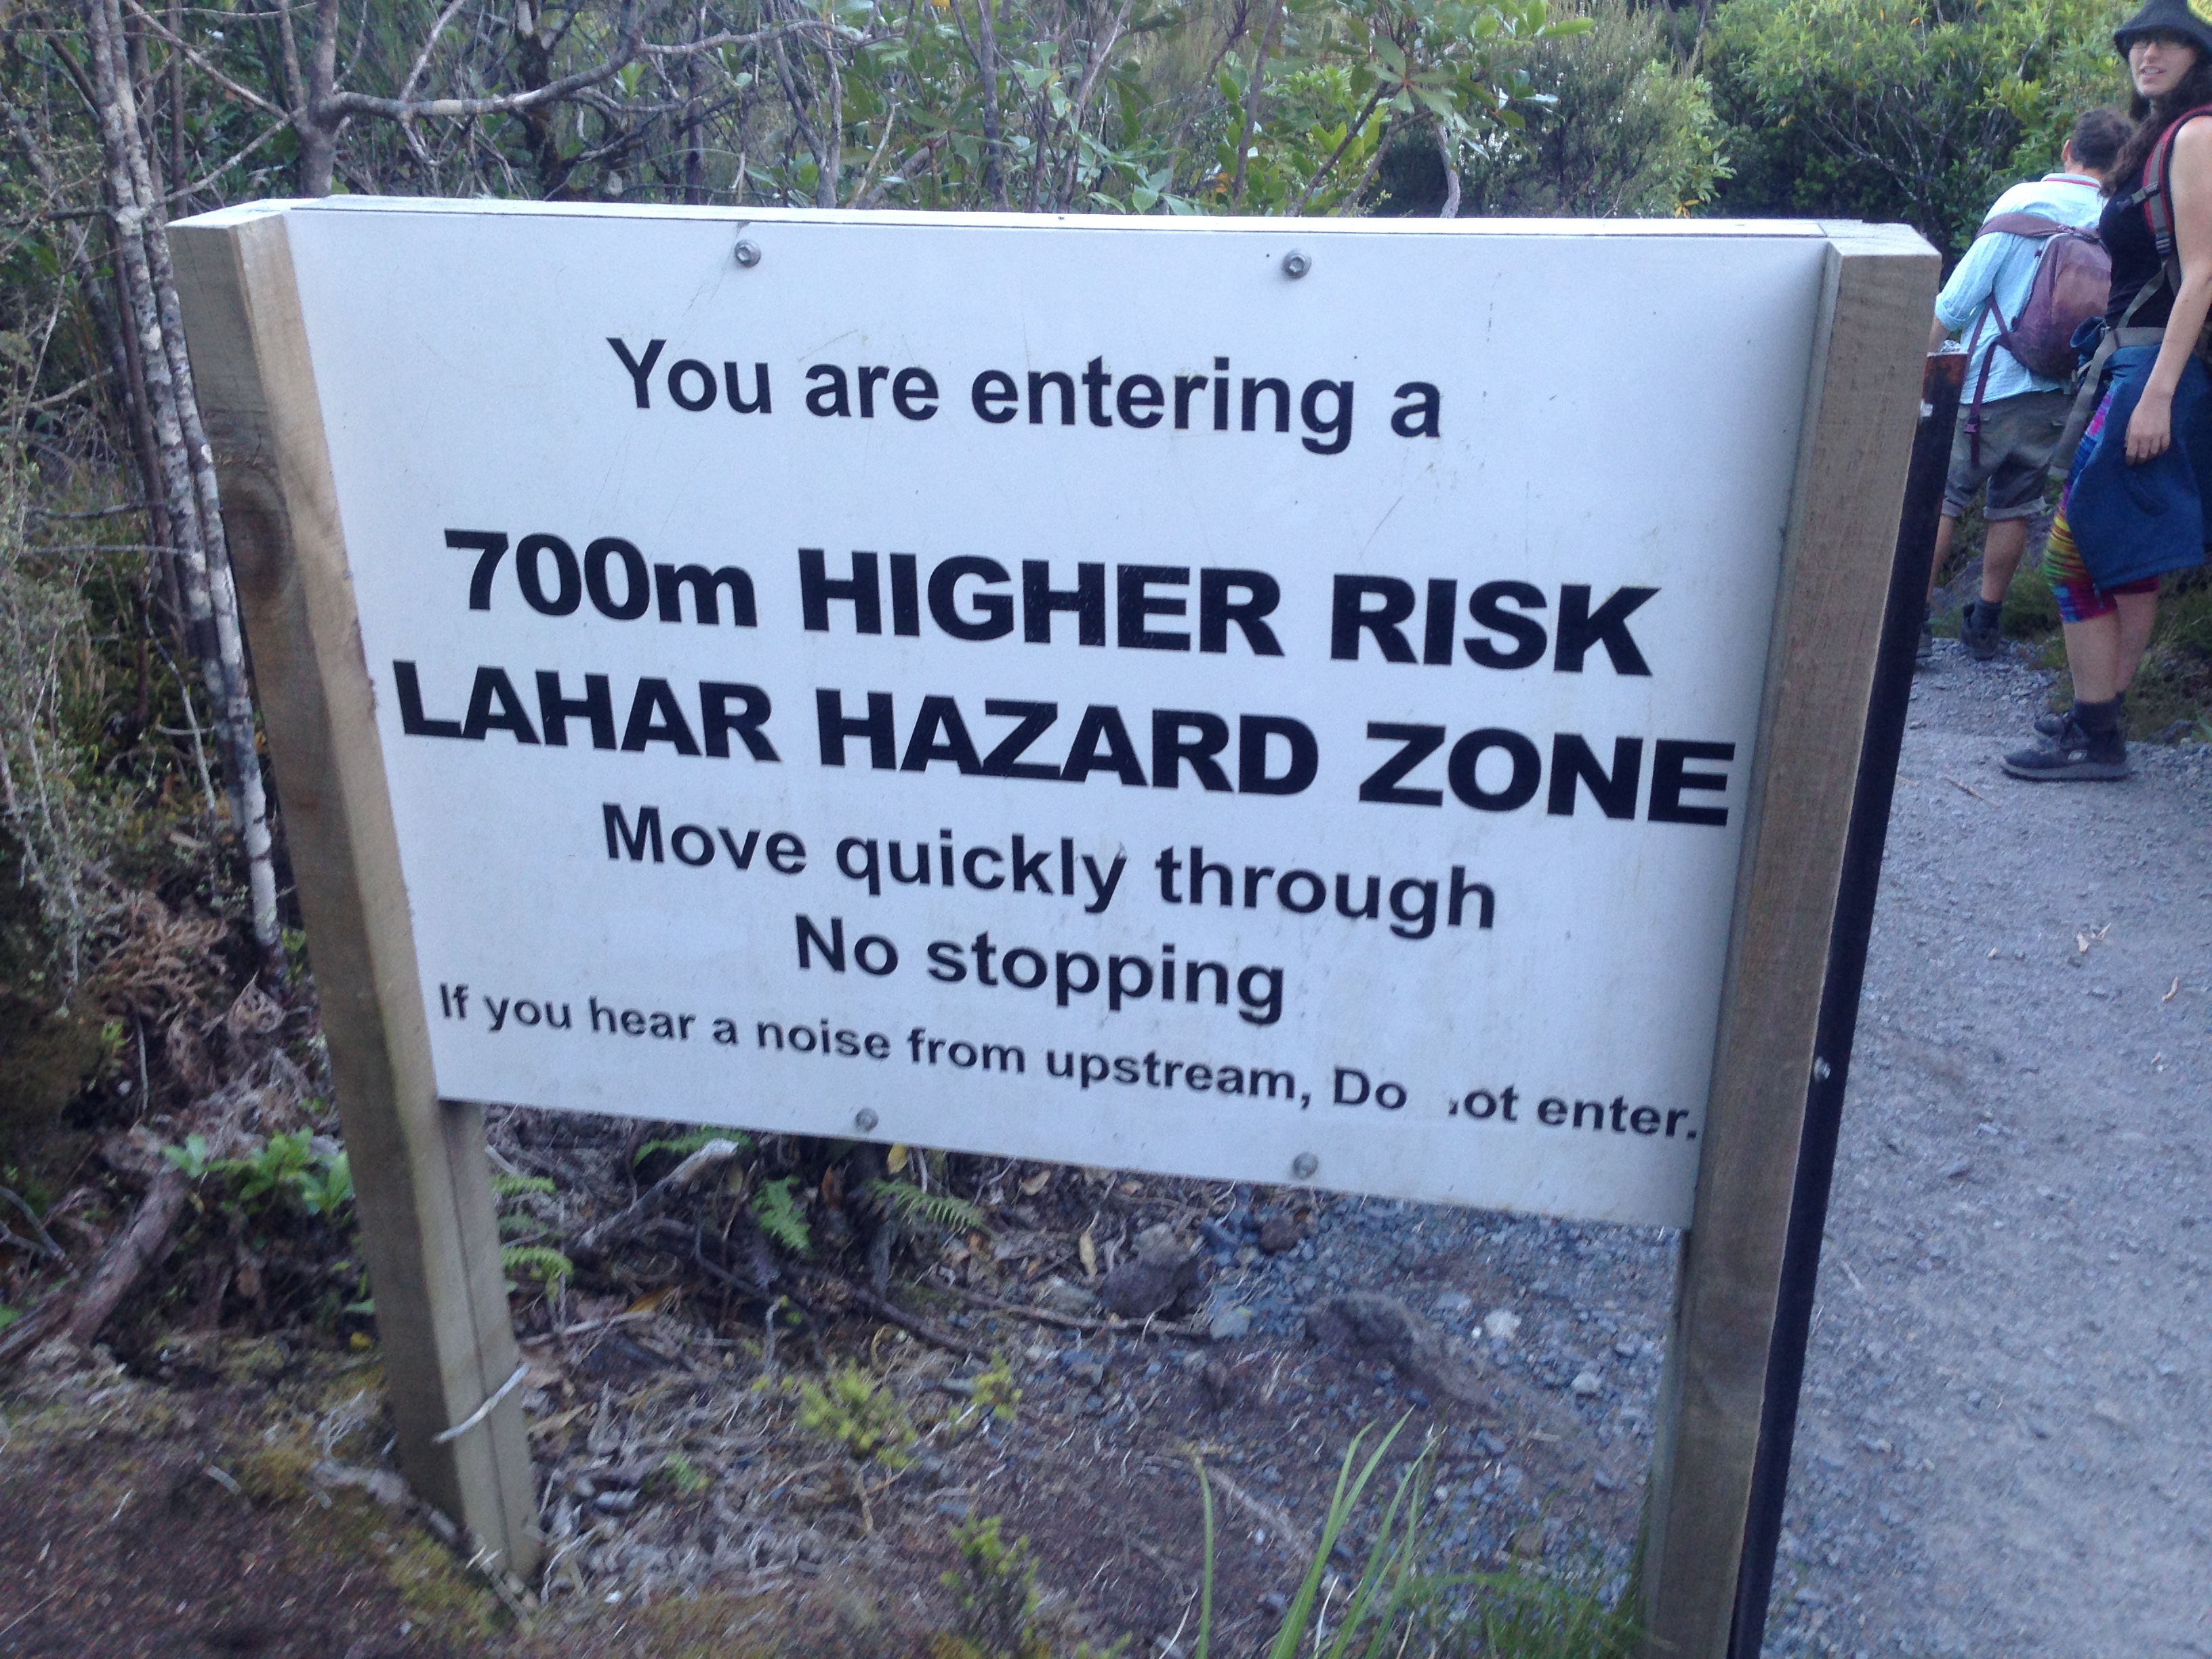 You are entering a
700m HIGHER RISK
LAHAR HAZARD ZONE
Move quickly through
No stopping
If you hear a noise from upstream, Do not enter.